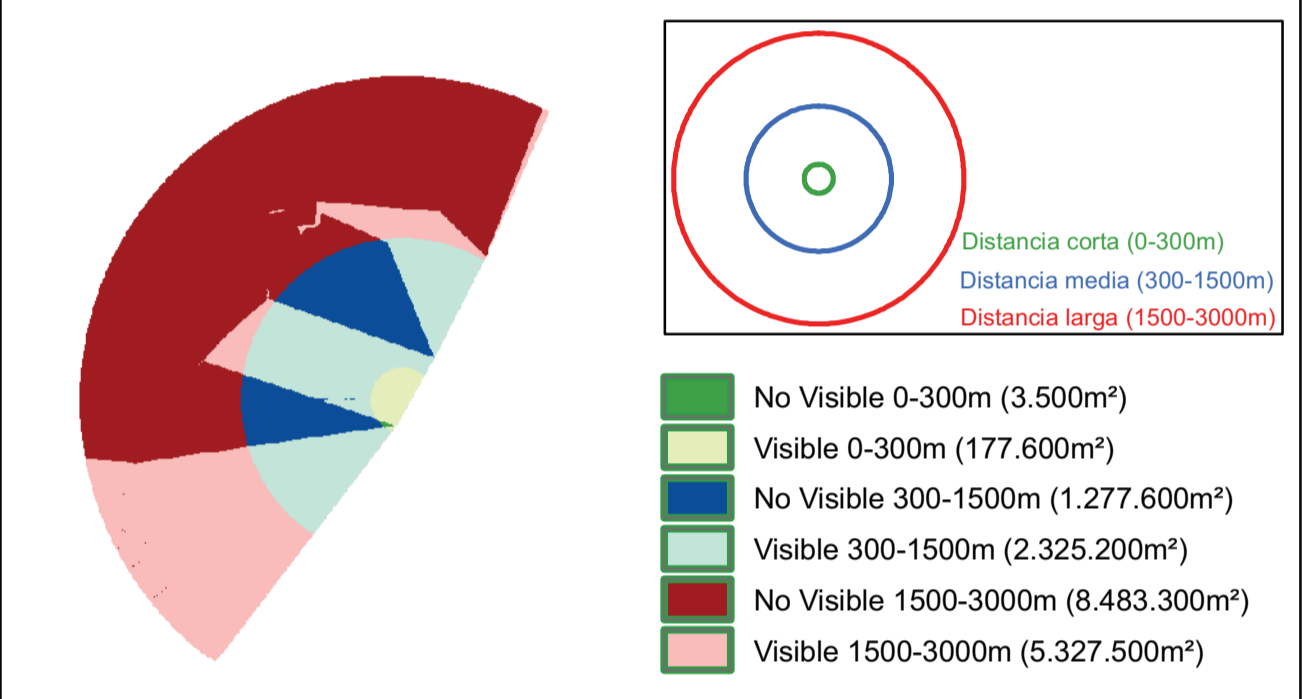 Distancia corta (0-300m)
Distancia media (300-1500m)
Distancia larga (1500-3000m)
No Visible 0-300m (3.500m²)
Visible 0-300m (177.600m²)
No Visible 300-1500m (1.277.600m²)
Visible 300-1500m (2.325.200m²)
No Visible 1500-3000m (8.483.300m²)
Visible 1500-3000m (5.327.500m²)